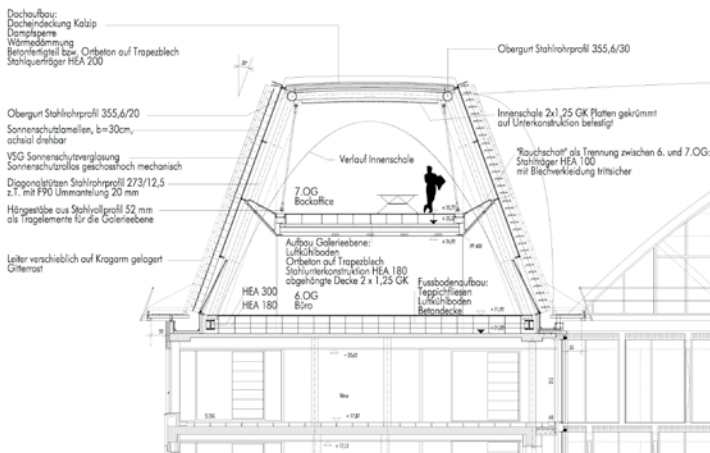 Dachaufbau:
Dacheindeckung Kalzip
Dampfsperre
Wärmedämmung
Betonfertigteil bzw. Ortbeton auf Trapezblech
Stahlquerträger HEA 200
Obergurt Stahlrohrprofil 355,6/30
Obergurt Stahlrohrprofil 355,6/20
Sonnenschutzlamellen, b=30cm,
achsial drehbar
VSG Sonnenschutzverglasung
Sonnenschutzrollos geschosshoch mechanisch
Diagonalstützen Stahlrohrprofil 273/12,5
z.T. mit F90 Ummantelung 20 mm
Hängestäbe aus Stahlvollprofil 52 mm
als Tragelemente für die Galerieebene
Leiter verschieblich auf Kragarm gelagert
Gitterrost
Innenschale 2x1,25 GK Platten gekrümmt
auf Unterkonstruktion befestigt
Verlauf Innenschale
"Rauchschott" als Trennung zwischen 6. und 7.OG:
Stahlträger HEA 100
mit Blechverkleidung trittsicher
7.OG
Backoffice
Aufbau Galerieebene:
Luftkühlboden
Ortbeton auf Trapezblech
Stahlunterkonstruktion HEA 180
abgehängte Decke 2 x 1,25 GK
Fussbodenaufbau:
Teppichfliesen
Luftkühlboden
Betondecke
HEA 300
HEA 180
6.OG
Büro
5.OG